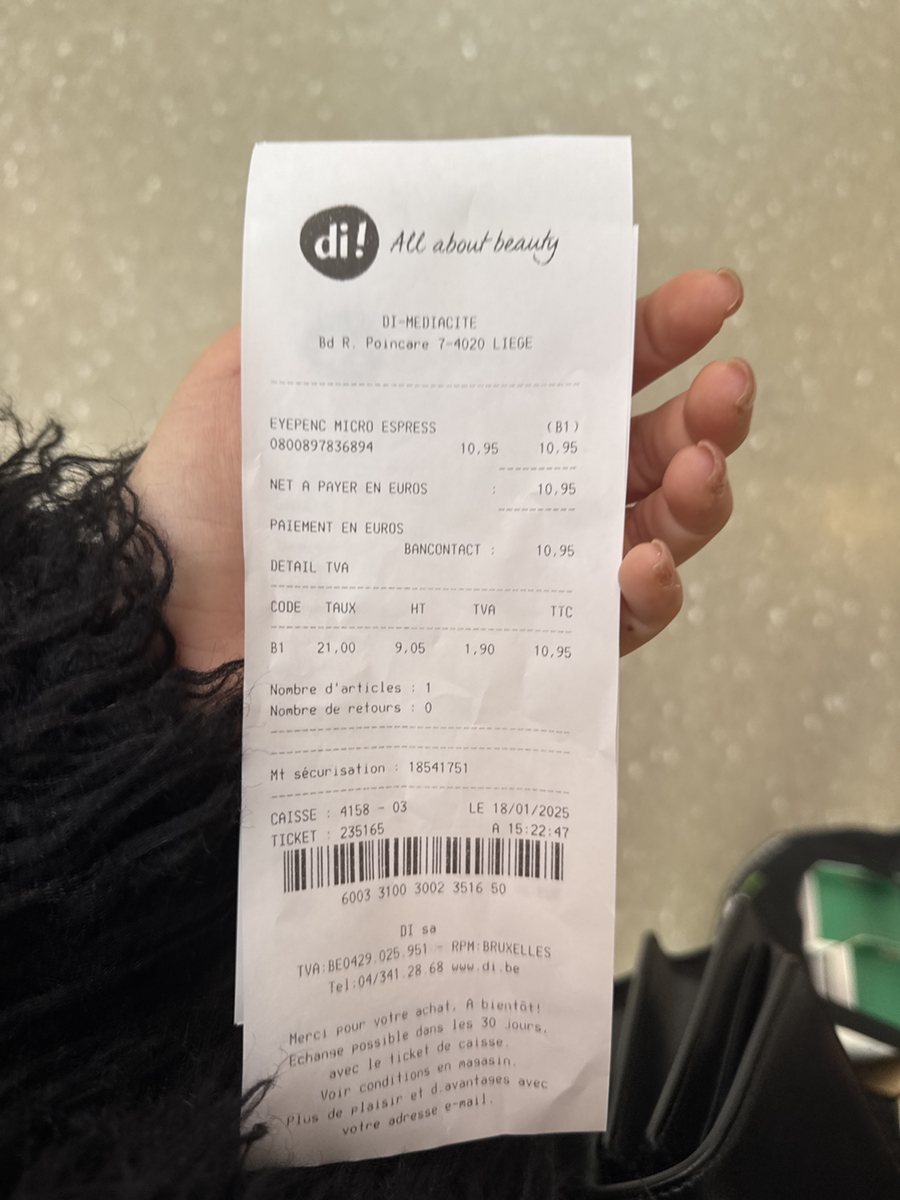 di! All about beauty
DI-MEDIACITE
Bd R. Poincare 7-4020 LIEGE
EYEPENC MICRO ESPRESS (B1)
0800897836894 10,95 10,95
NET A PAYER EN EUROS : 10,95
PAIEMENT EN EUROS
BANCONTACT : 10,95
DETAIL TVA
CODE TAUX HT TVA TTC
B1 21,00 9,05 1,90 10,95
Nombre d'articles : 1
Nombre de retours : 0
Mt sécurisation : 18541751
CAISSE : 4158 - 03 LE 18/01/2025
TICKET : 235165 A 15:22:47
6003 3100 3002 3516 50
DI sa
TVA:BE0429.025.951 - RPM:BRUXELLES
Tel:04/341.28.68 www.di.be
Merci pour votre achat. A bientôt!
Echange possible dans les 30 jours,
avec le ticket de caisse.
Voir conditions en magasin.
Plus de plaisir et d.avantages avec
votre adresse e-mail.